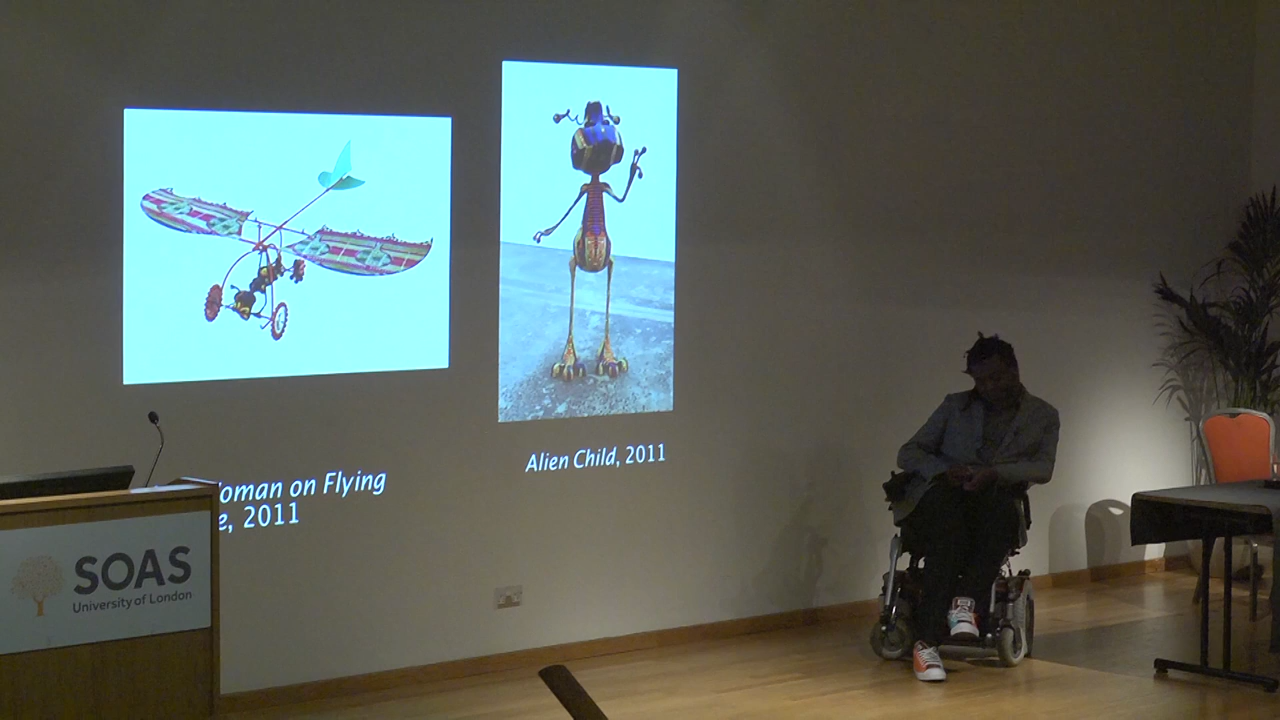 oman on Flying
e, 2011
Alien Child, 2011
SOAS
University of London